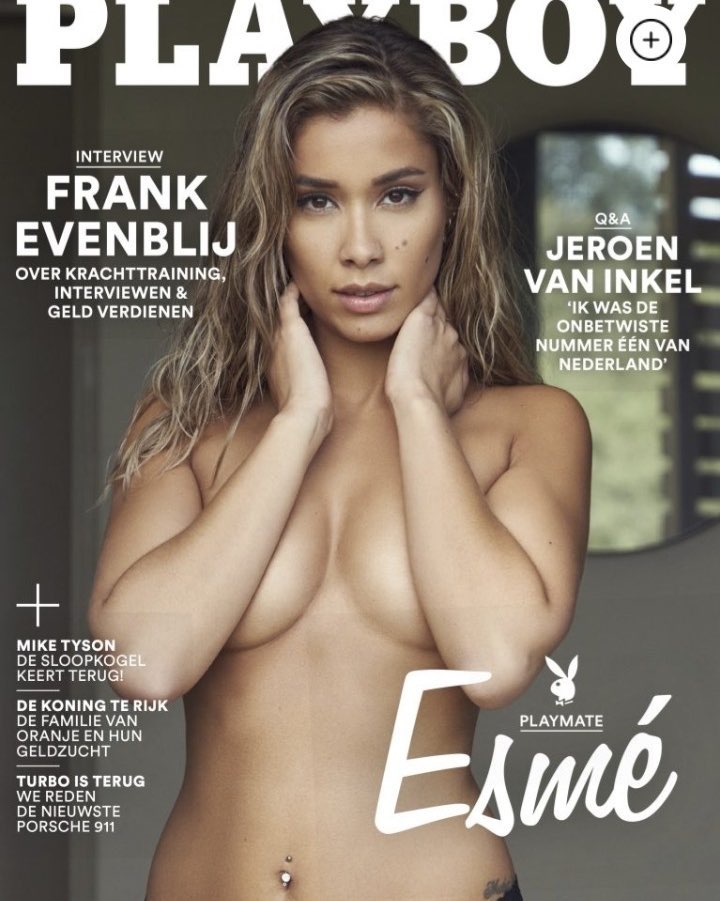 PLAYBOY
INTERVIEW
FRANK
EVENBLIJ
OVER KRACHTTRAINING,
INTERVIEWEN &
GELD VERDIENEN
Q&A
JEROEN
VAN INKEL
‘IK WAS DE
ONBETWISTE
NUMMER ÉÉN VAN
NEDERLAND’
MIKE TYSON
DE SLOOPKOGEL
KEERT TERUG!
DE KONING TE RIJK
DE FAMILIE VAN
ORANJE EN HUN
GELDZUCHT
TURBO IS TERUG
WE REDEN
DE NIEUWSTE
PORSCHE 911
PLAYMATE
Esmé